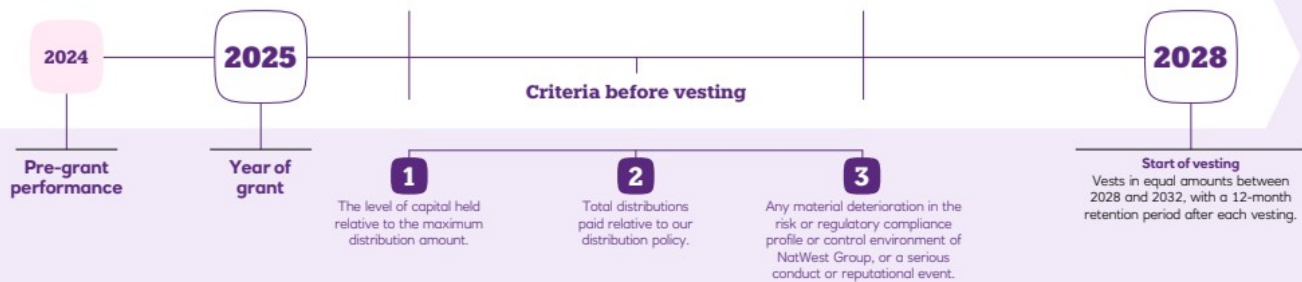 2024
2025
2028
Criteria before vesting
Pre-grant
performance
Year of
grant
1
The level of capital held
relative to the maximum
distribution amount.
2
Total distributions
paid relative to our
distribution policy.
3
Any material deterioration in the
risk or regulatory compliance
profile or control environment of
NatWest Group, or a serious
conduct or reputational event.
Start of vesting
Vests in equal amounts between
2028 and 2032, with a 12-month
retention period after each vesting.